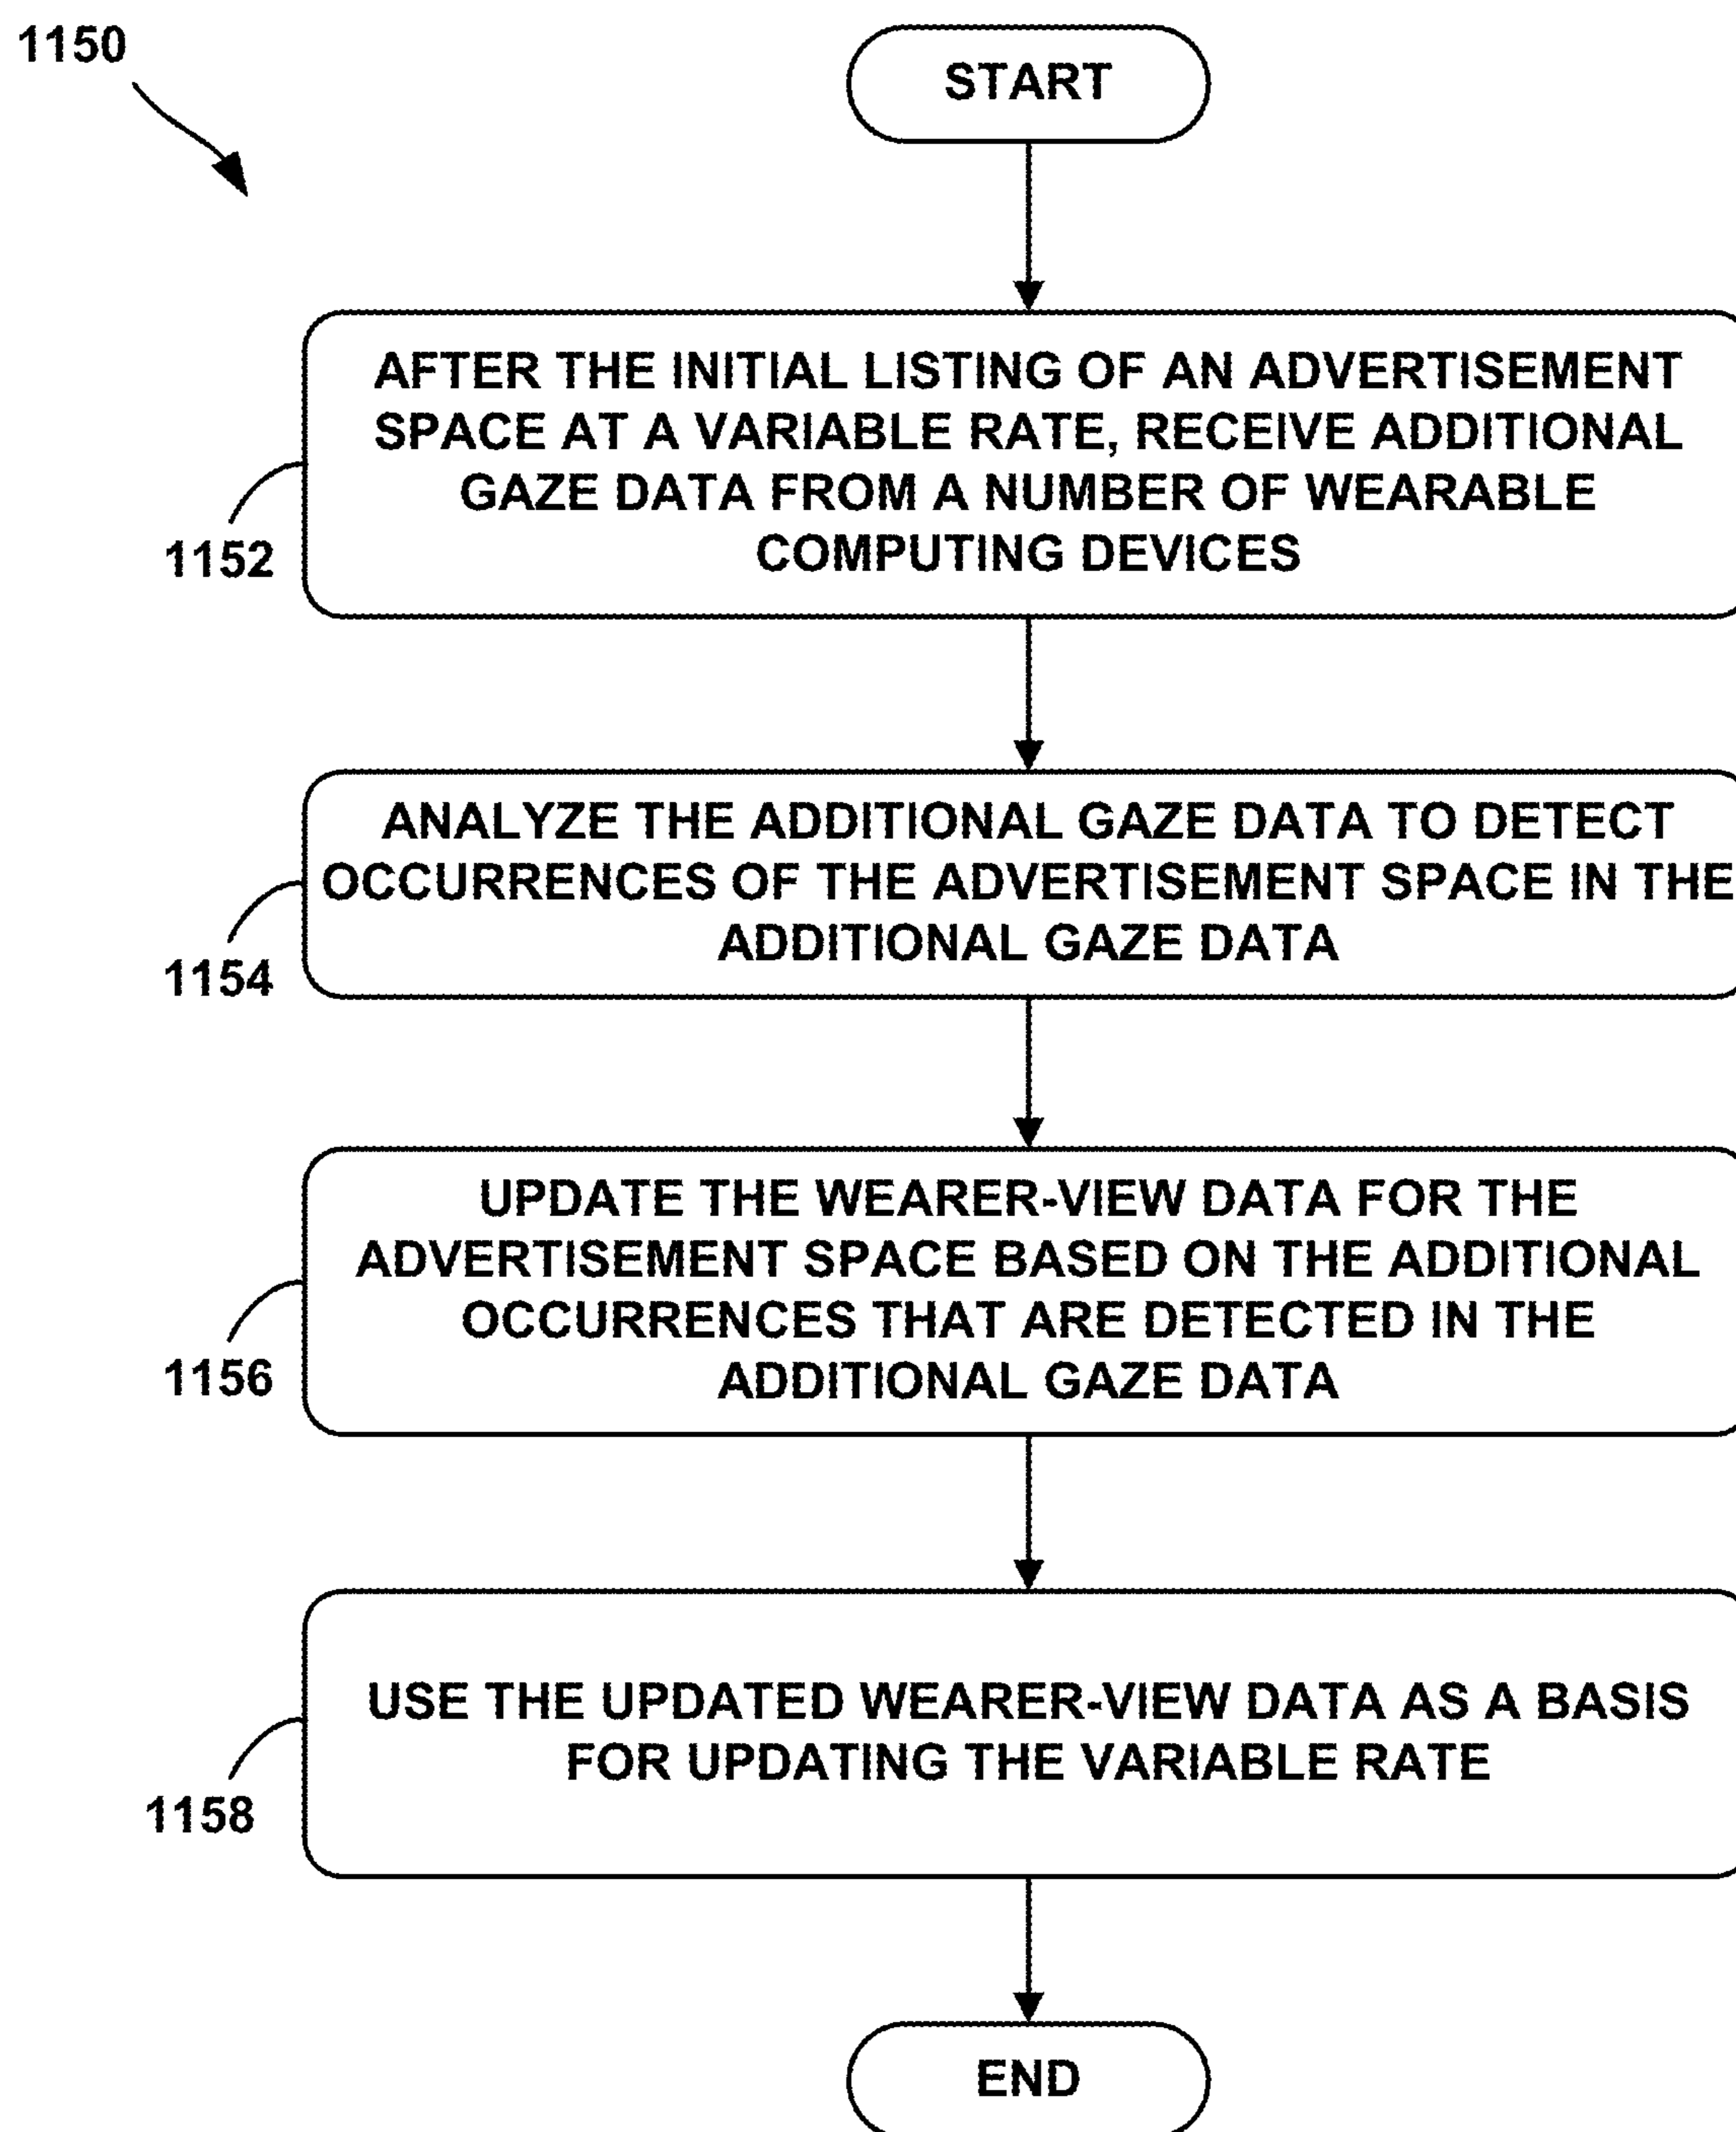 1150
START
AFTER THE INITIAL LISTING OF AN ADVERTISEMENT
SPACE AT A VARIABLE RATE, RECEIVE ADDITIONAL
GAZE DATA FROM A NUMBER OF WEARABLE
COMPUTING DEVICES
1152
ANALYZE THE ADDITIONAL GAZE DATA TO DETECT
OCCURRENCES OF THE ADVERTISEMENT SPACE IN THE
ADDITIONAL GAZE DATA
1154
UPDATE THE WEARER-VIEW DATA FOR THE
ADVERTISEMENT SPACE BASED ON THE ADDITIONAL
OCCURRENCES THAT ARE DETECTED IN THE
ADDITIONAL GAZE DATA
1156
USE THE UPDATED WEARER-VIEW DATA AS A BASIS
FOR UPDATING THE VARIABLE RATE
1158
END